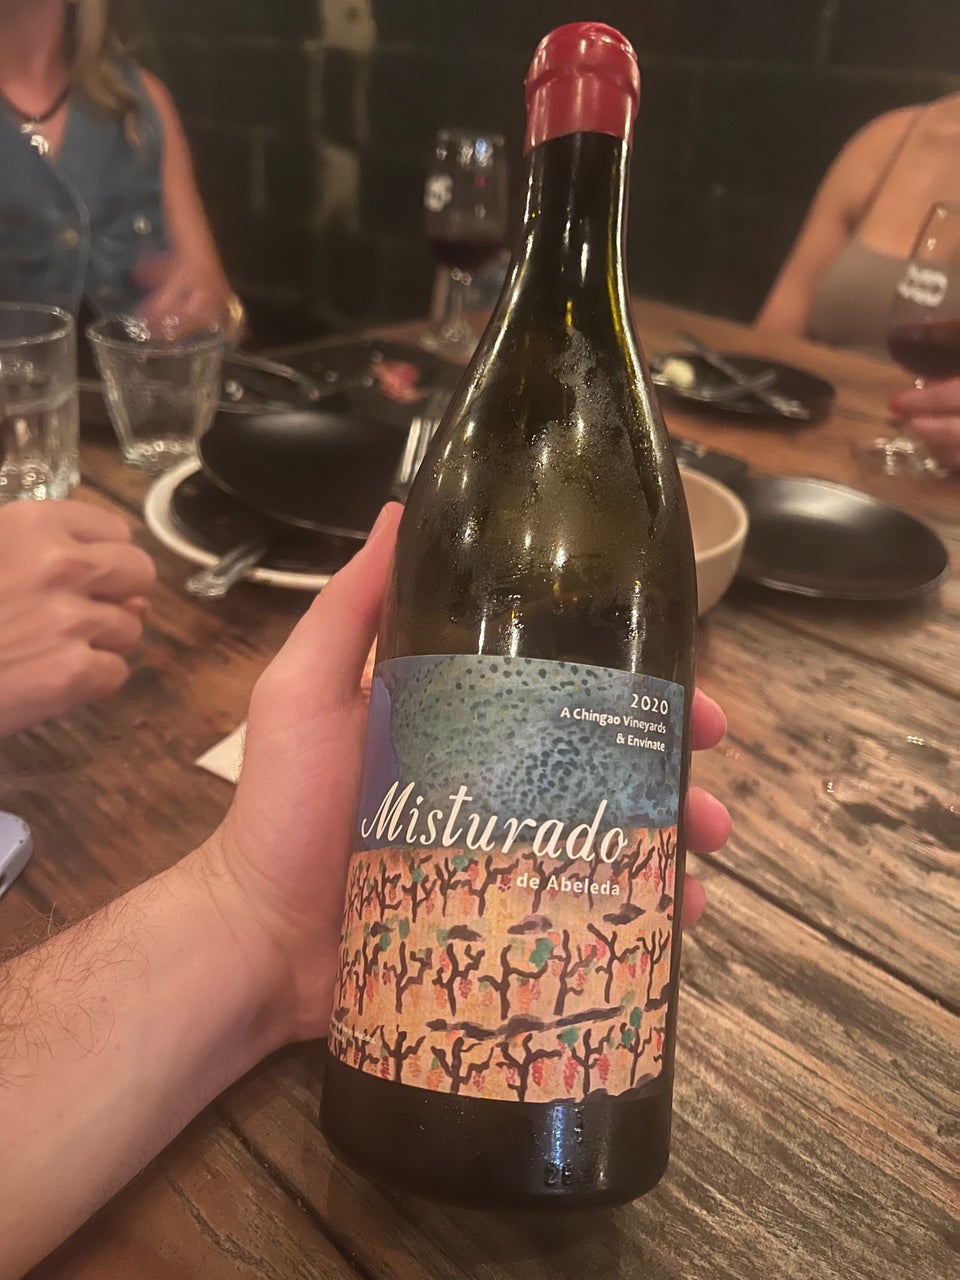 2020
A Chingao Vineyards
& Envinate
Misturado
de Abeleda